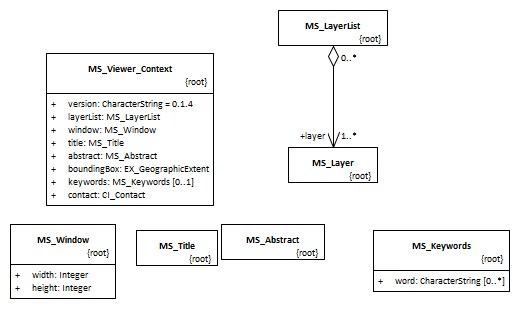 MS_LayerList
{root}
0..*
+layer
1..*
MS_Layer
{root}
MS_Viewer_Context
{root}
+ version: CharacterString = 0.1.4
+ layerList: MS_LayerList
+ window: MS_Window
+ title: MS_Title
+ abstract: MS_Abstract
+ boundingBox: EX_GeographicExtent
+ keywords: MS_Keywords [0..1]
+ contact: CI_Contact
MS_Window
{root}
+ width: Integer
+ height: Integer
MS_Title
{root}
MS_Abstract
{root}
MS_Keywords
{root}
+ word: CharacterString [0..*]